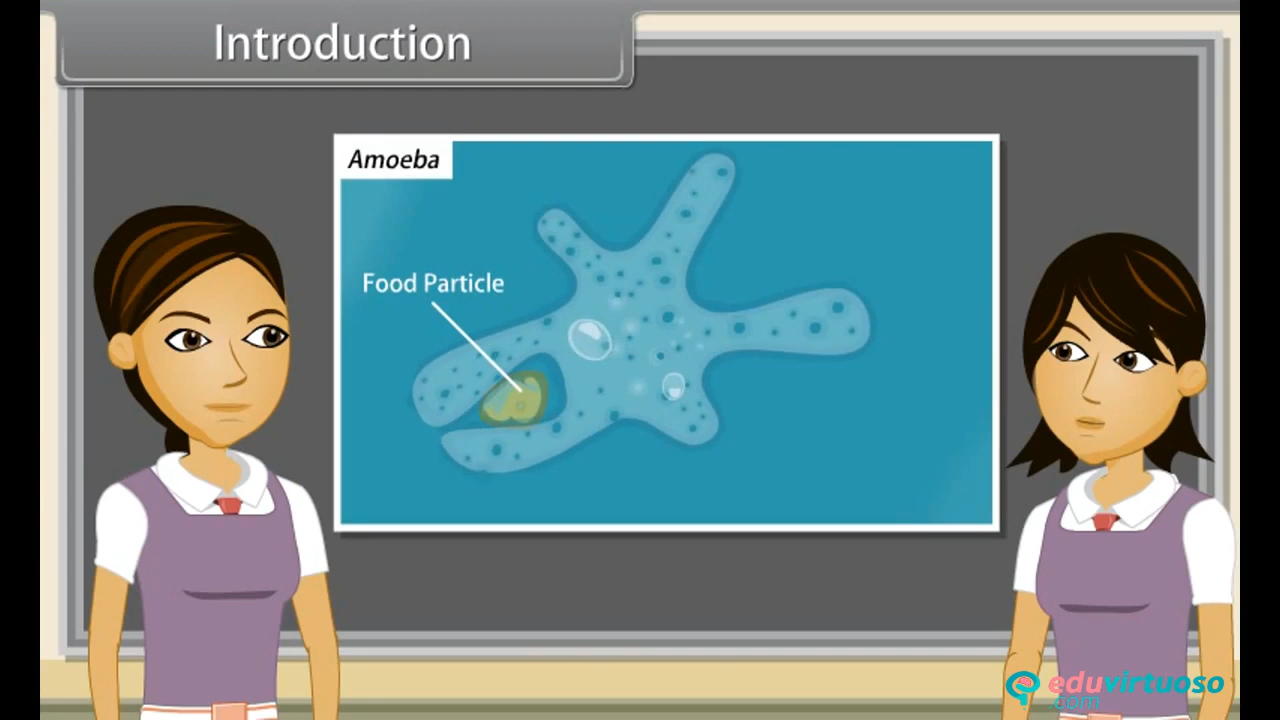 Introduction
Amoeba
Food Particle
eduvirtuoso
.com